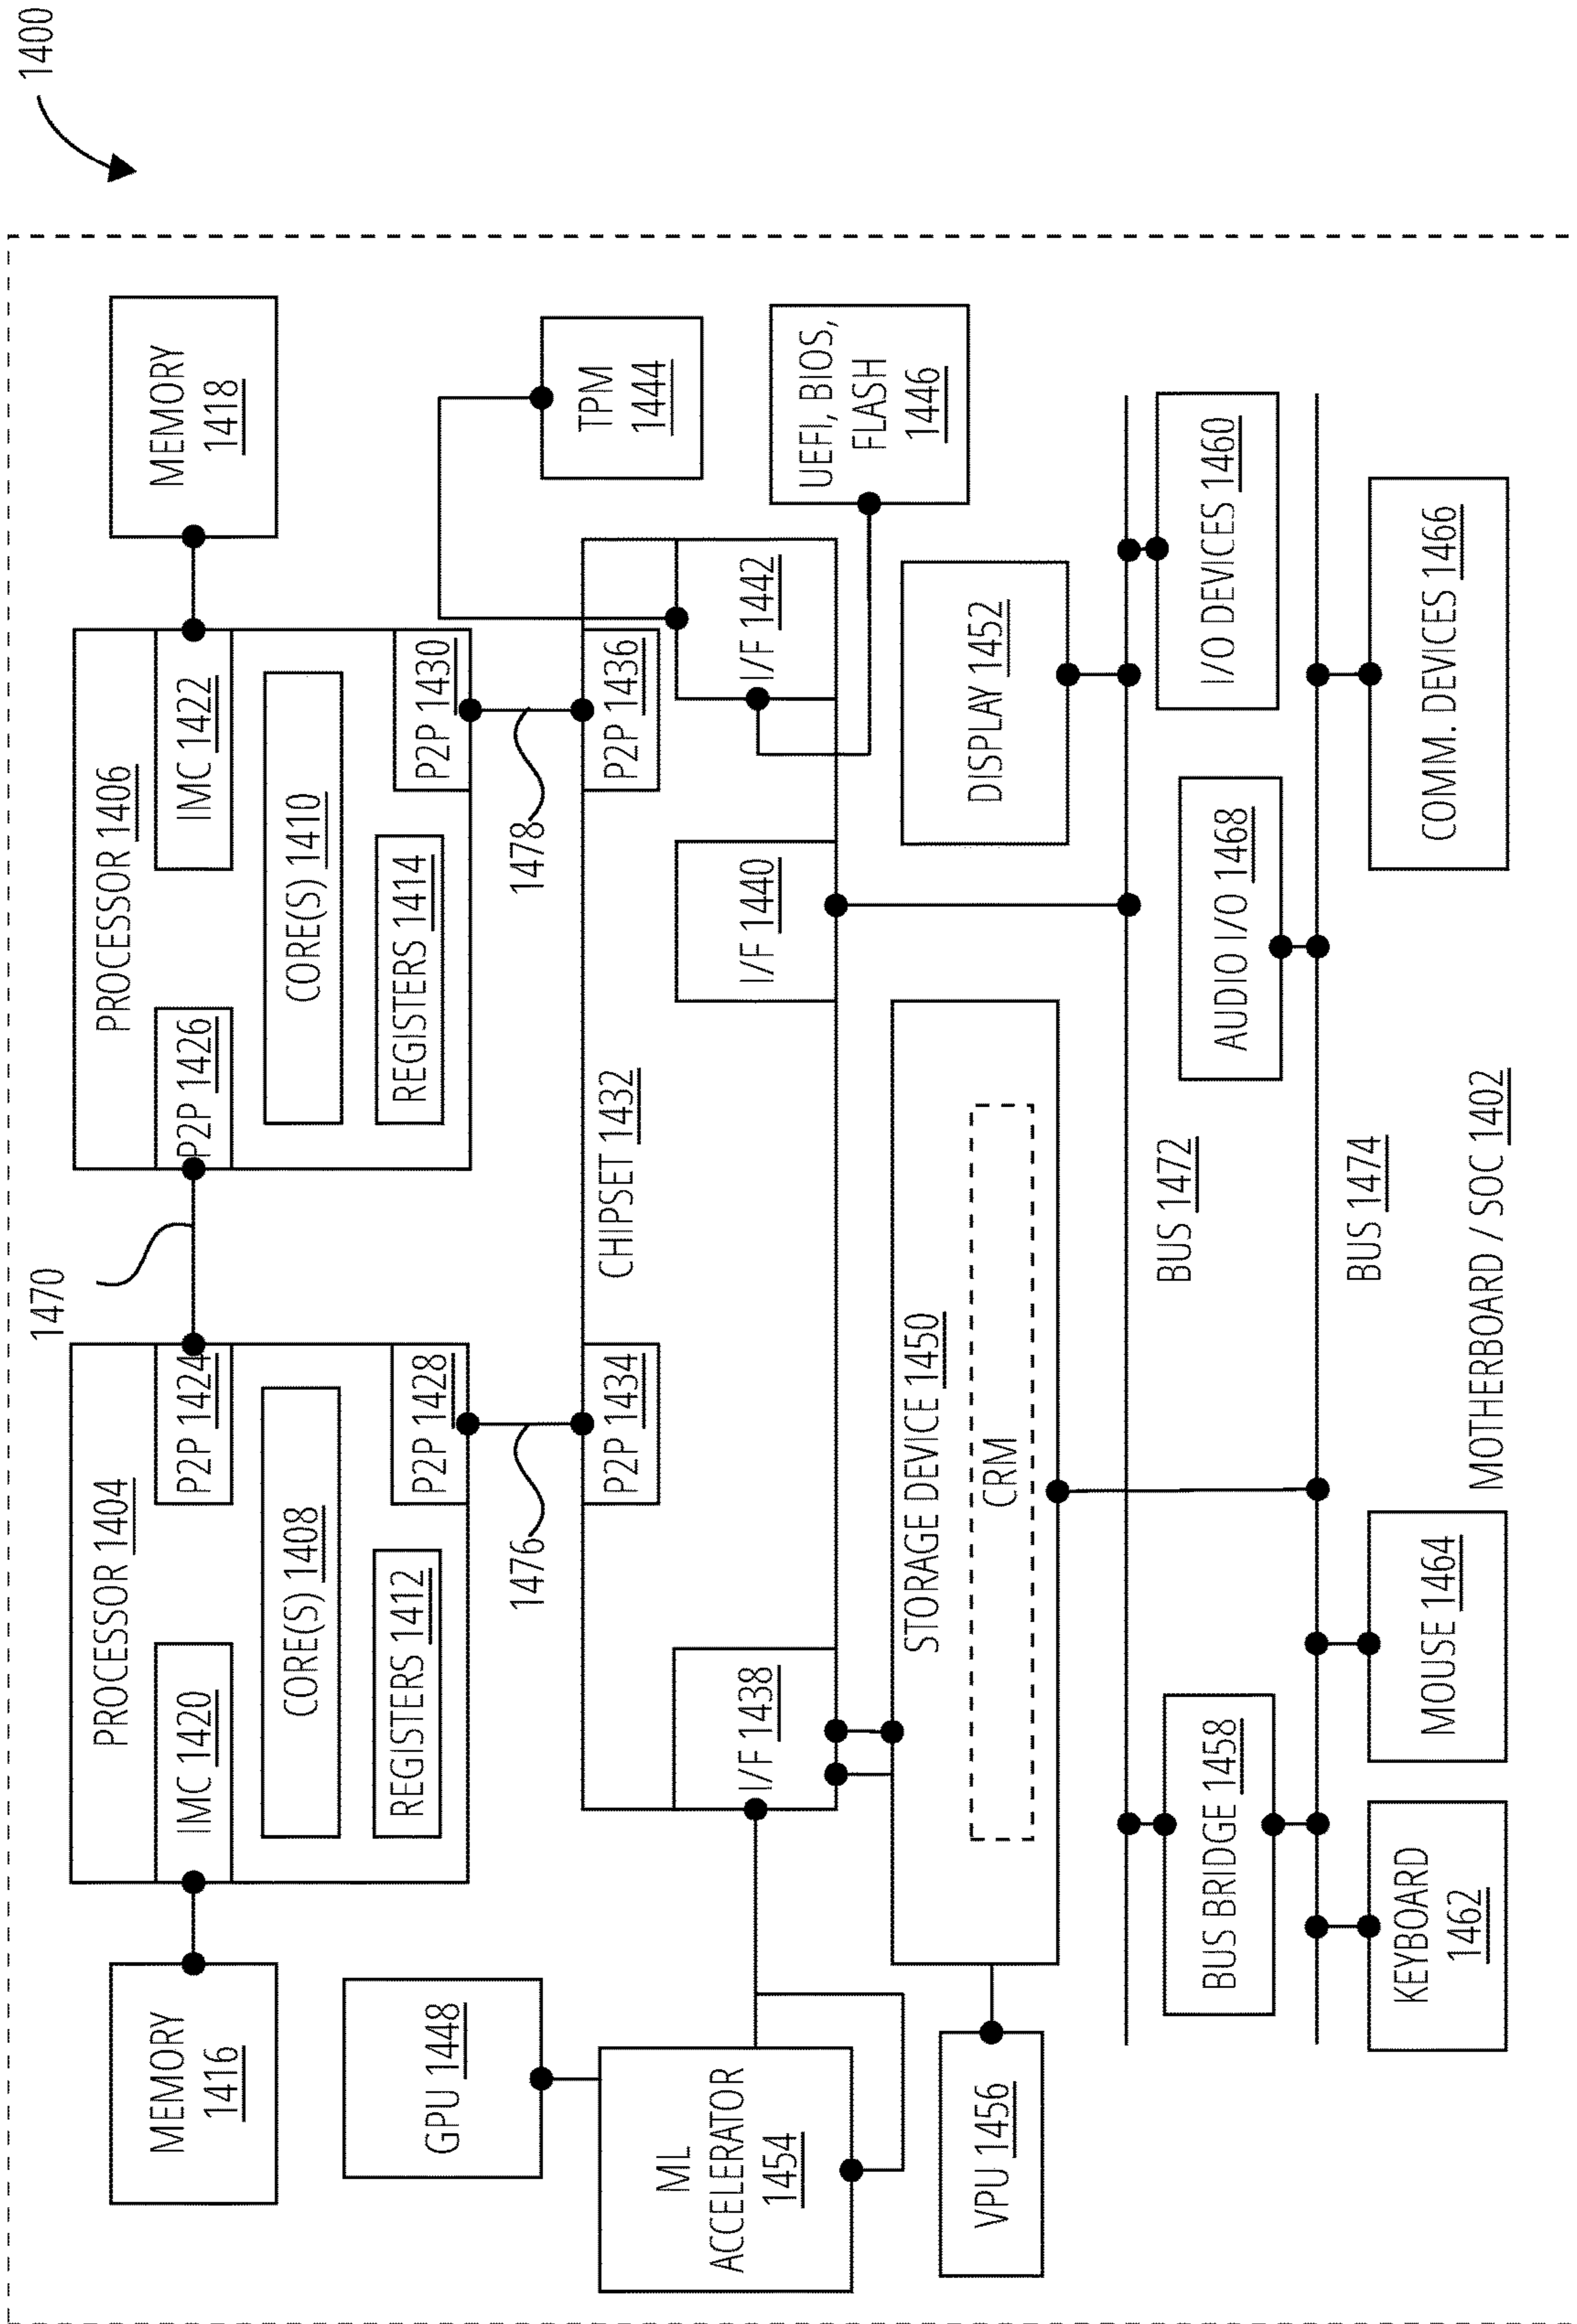 1400
MEMORY
1416
PROCESSOR 1404
IMC 1420
P2P 1424
CORE(S) 1408
REGISTERS 1412
P2P 1428
1470
PROCESSOR 1406
P2P 1426
IMC 1422
CORE(S) 1410
REGISTERS 1414
P2P 1430
MEMORY
1418
GPU 1448
1476
1478
TPM
1444
P2P 1434
CHIPSET 1432
P2P 1436
ML
ACCELERATOR
1454
I/F 1438
I/F 1440
I/F 1442
UEFI, BIOS,
FLASH
1446
STORAGE DEVICE 1450
CRM
DISPLAY 1452
VPU 1456
BUS 1472
BUS BRIDGE 1458
AUDIO I/O 1468
I/O DEVICES 1460
BUS 1474
KEYBOARD
1462
MOUSE 1464
COMM. DEVICES 1466
MOTHERBOARD / SOC 1402